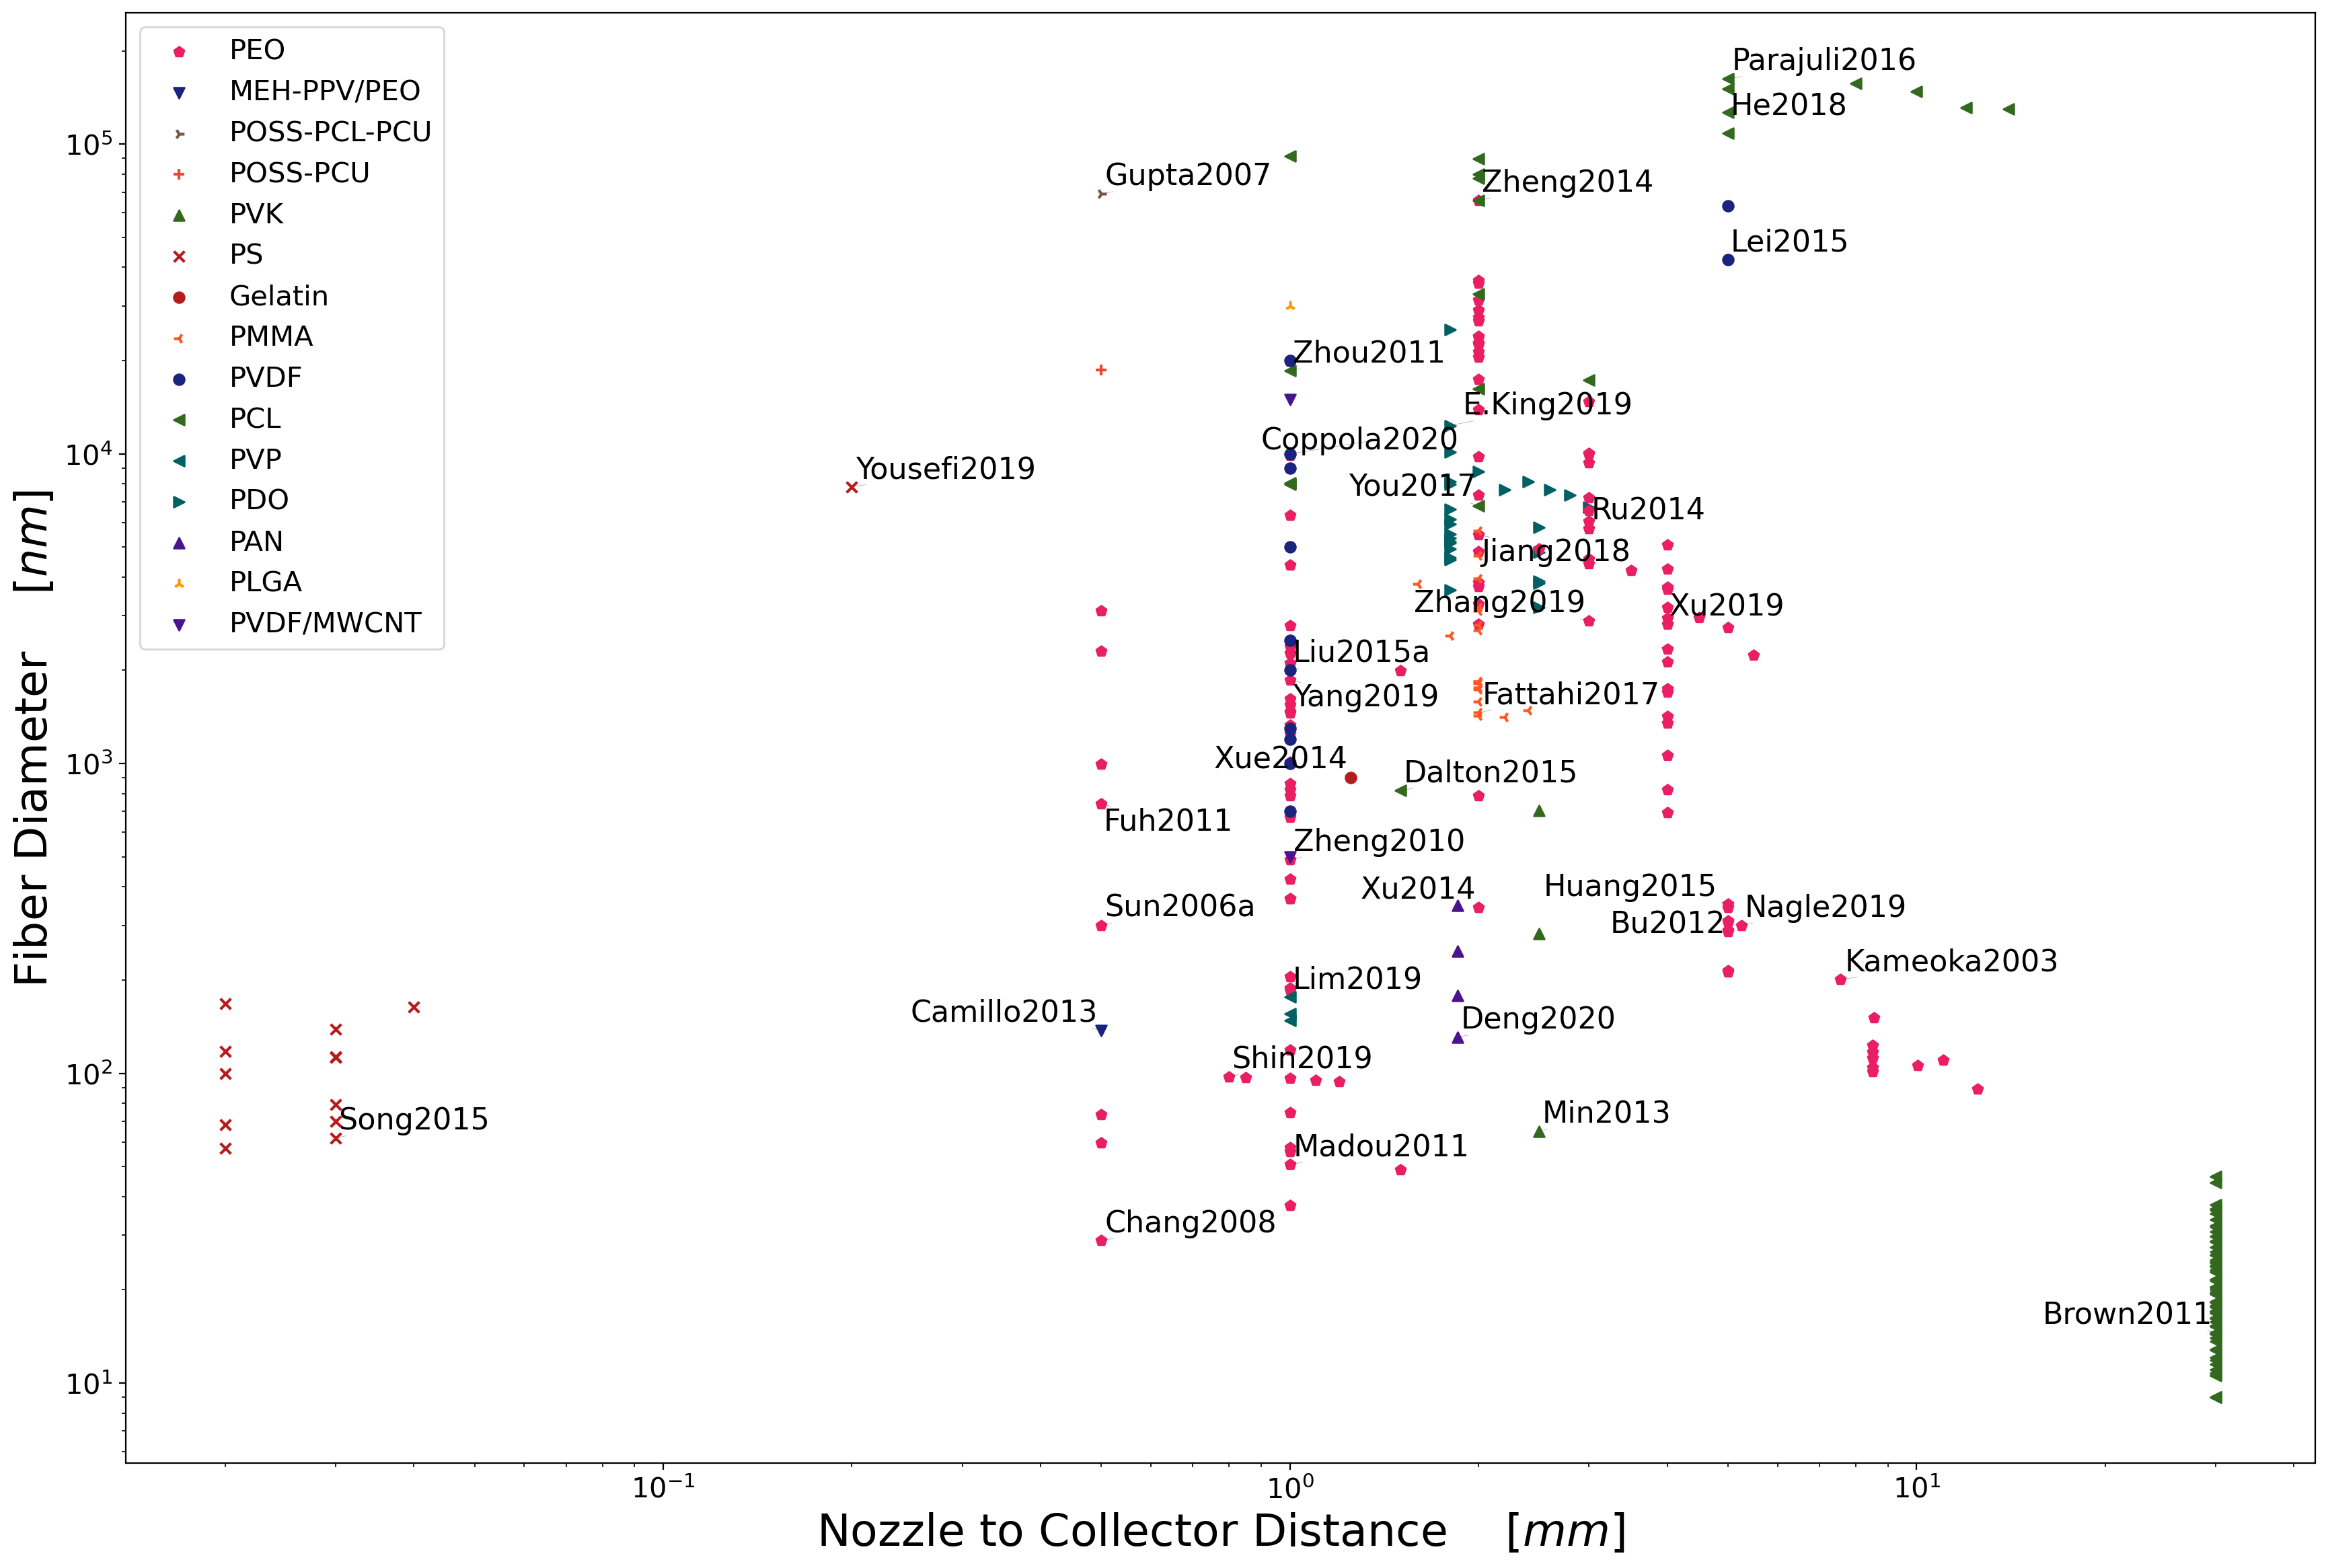 PEO
MEH-PPV/PEO
POSS-PCL-PCU
POSS-PCU
PVK
PS
Gelatin
PMMA
PVDF
PCL
PVP
PDO
PAN
PLGA
PVDF/MWCNT
Parajuli2016
He2018
Gupta2007
Zheng2014
Lei2015
Zhou2011
E.King2019
Coppola2020
Yousefi2019
You2017
Ru2014
Jiang2018
Zhang2019
Xu2019
Liu2015a
Yang2019
Fattahi2017
Xue2014
Dalton2015
Fuh2011
Zheng2010
Xu2014
Huang2015
Sun2006a
Bu2012
Nagle2019
Kameoka2003
Lim2019
Camillo2013
Deng2020
Shin2019
Song2015
Min2013
Madou2011
Chang2008
Brown2011
10⁵
10⁴
10³
10²
10¹
10⁻¹
10⁰
10¹
Fiber Diameter [nm]
Nozzle to Collector Distance [mm]